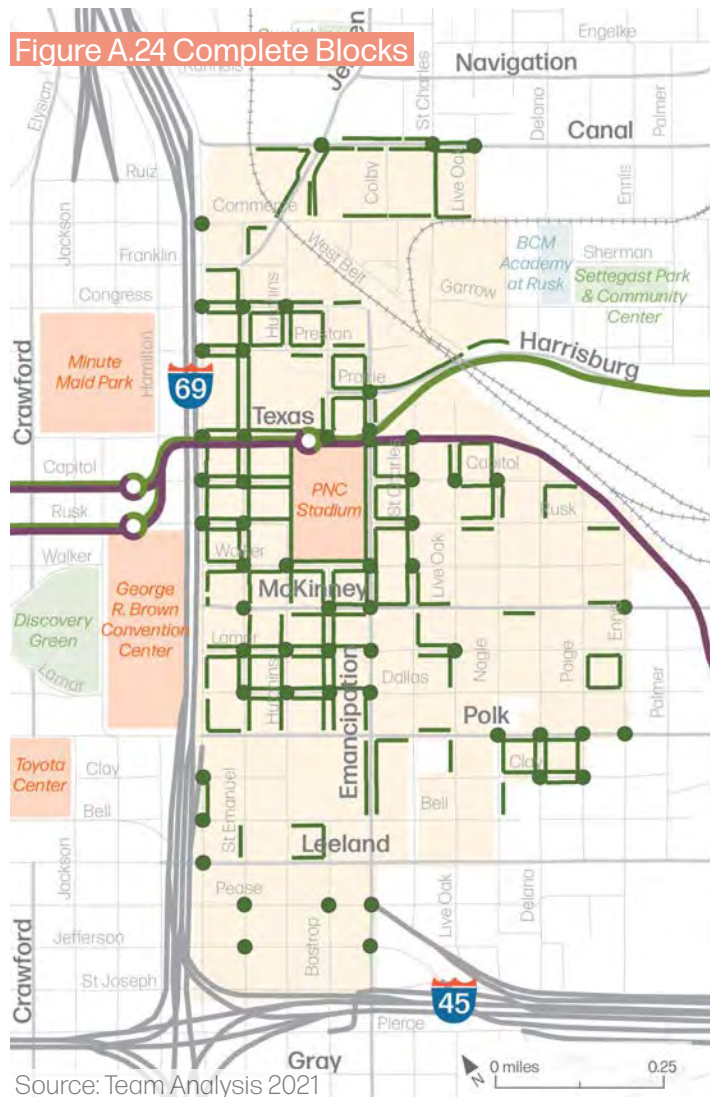 Figure A.24 Complete Blocks
Engelke
Navigation
Elysian
Runnels
Jensen
St Charles
Delano
Palmer
Canal
Ruiz
Colby
Live Oak
Ennis
Commerce
Jackson
Franklin
West Belt
BCM
Academy
at Rusk
Sherman
Settegast Park
& Community
Center
Garrow
Congress
Hutchins
Preston
Harrisburg
Hamilton
Minute
Maid Park
Prairie
69
Crawford
Texas
Capitol
Capitol
PNC
Stadium
St Charles
Rusk
Rusk
Walker
Walker
Live Oak
McKinney
George
R. Brown
Convention
Center
Discovery
Green
Lamar
Lamar
Ennis
Hutchins
Emancipation
Dallas
Nagle
Paige
Palmer
Polk
Toyota
Center
Clay
Clay
Bell
Bell
St Emanuel
Leeland
Jackson
Pease
Live Oak
Delano
Crawford
Jefferson
Bastrop
St Joseph
45
Pierce
Gray
N
0 miles
0.25
Source: Team Analysis 2021